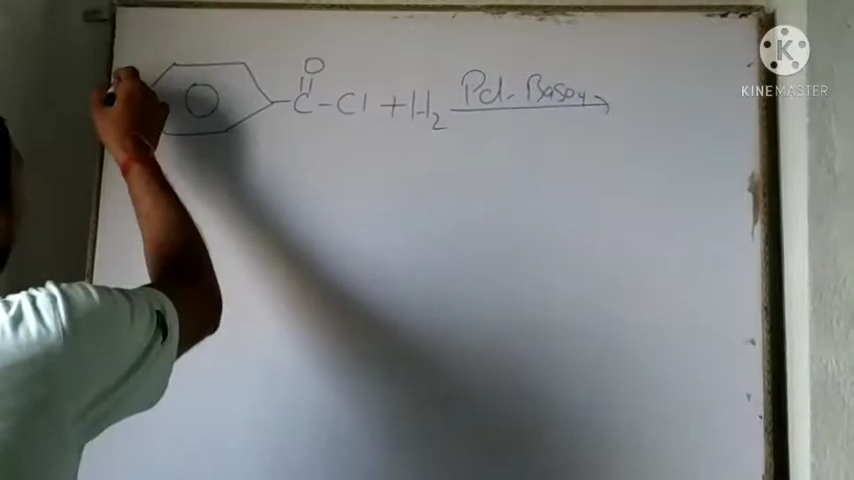 O
C-Cl+H₂ Pd-BaSO₄
KINEMASTER